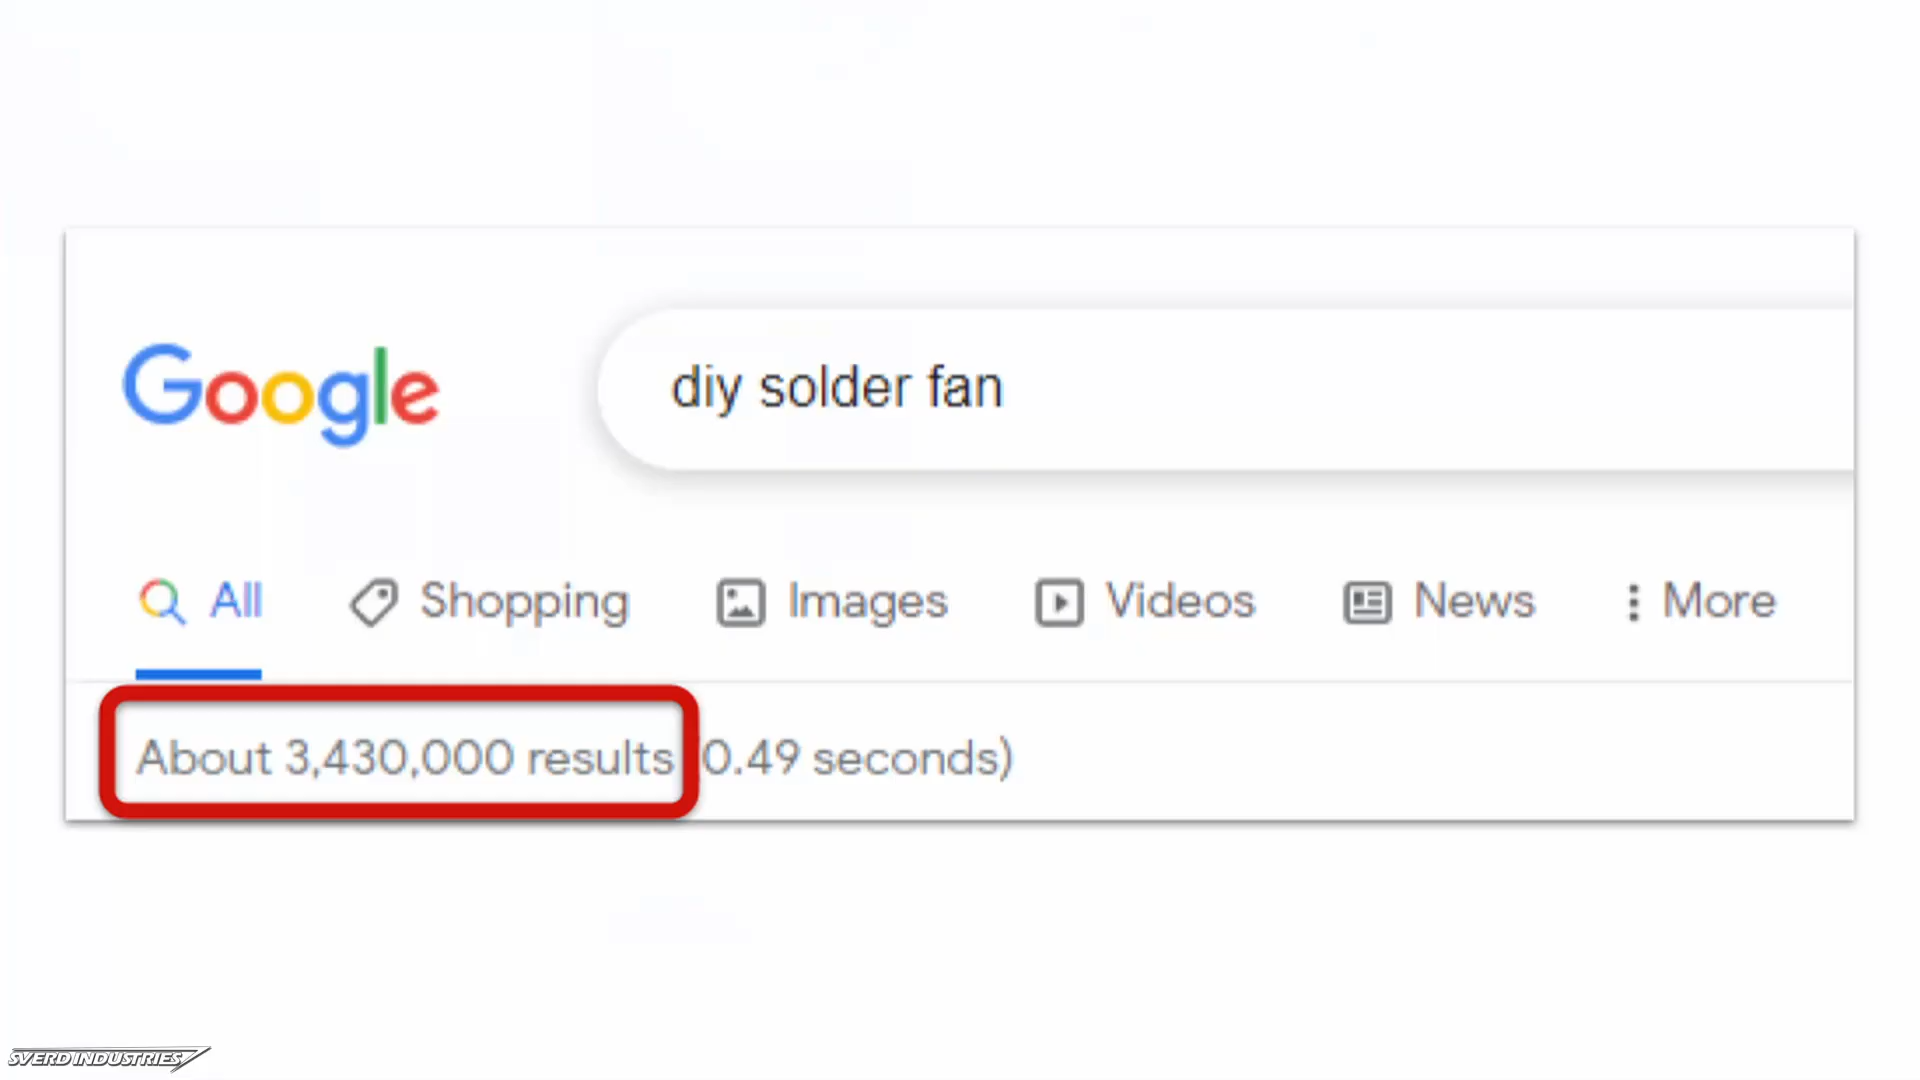 Google
diy solder fan
All Shopping Images Videos News More
About 3,430,000 results 0.49 seconds)
SVERD INDUSTRIES